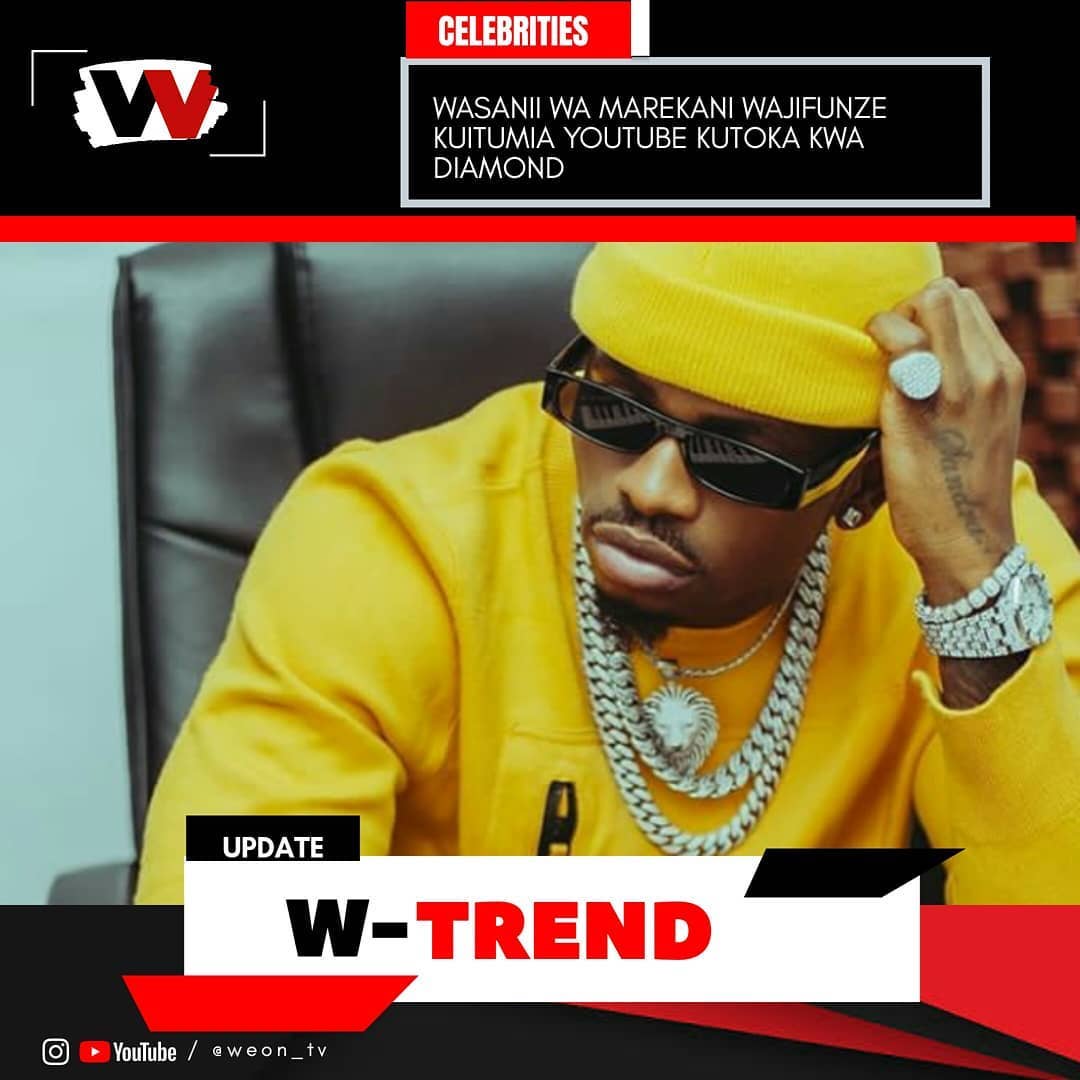 CELEBRITIES
W
WASANII WA MAREKANI WAJIFUNZE
KUITUMIA YOUTUBE KUTOKA KWA
DIAMOND
UPDATE
W-TREND
YouTube / @weon_tv